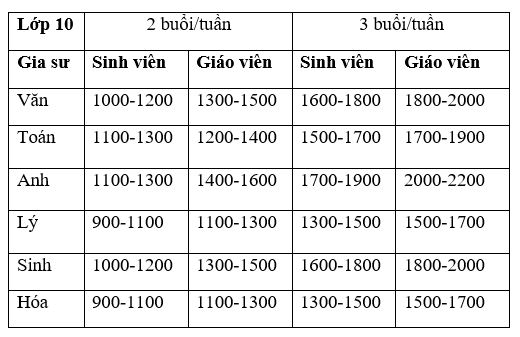 Lớp 10 2 buổi/tuần 3 buổi/tuần
Gia sư Sinh viên Giáo viên Sinh viên Giáo viên
Văn 1000-1200 1300-1500 1600-1800 1800-2000
Toán 1100-1300 1200-1400 1500-1700 1700-1900
Anh 1100-1300 1400-1600 1700-1900 2000-2200
Lý 900-1100 1100-1300 1300-1500 1500-1700
Sinh 1000-1200 1300-1500 1600-1800 1800-2000
Hóa 900-1100 1100-1300 1300-1500 1500-1700